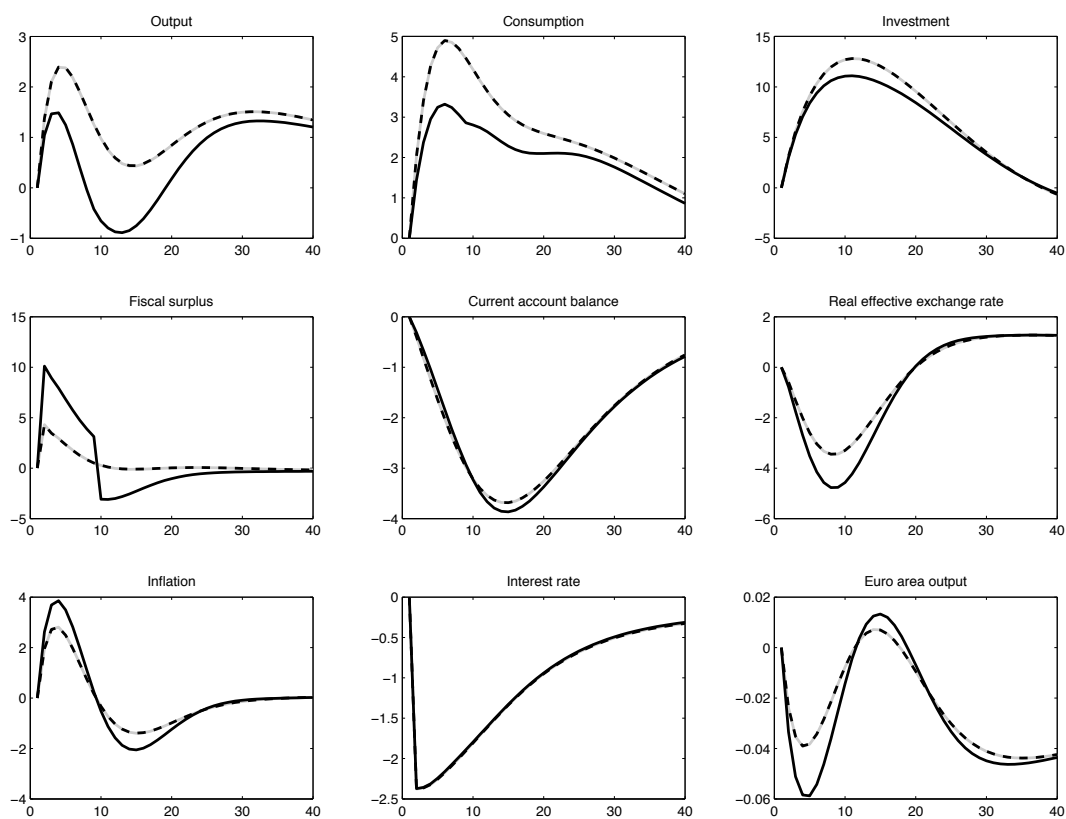 Output
3
2
1
0
−1
0 10 20 30 40
Consumption
5
4
3
2
1
0
0 10 20 30 40
Investment
15
10
5
0
−5
0 10 20 30 40
Fiscal surplus
15
10
5
0
−5
0 10 20 30 40
Current account balance
0
−1
−2
−3
−4
0 10 20 30 40
Real effective exchange rate
2
0
−2
−4
−6
0 10 20 30 40
Inflation
4
2
0
−2
−4
0 10 20 30 40
Interest rate
0
−0.5
−1
−1.5
−2
−2.5
0 10 20 30 40
Euro area output
0.02
0
−0.02
−0.04
−0.06
0 10 20 30 40